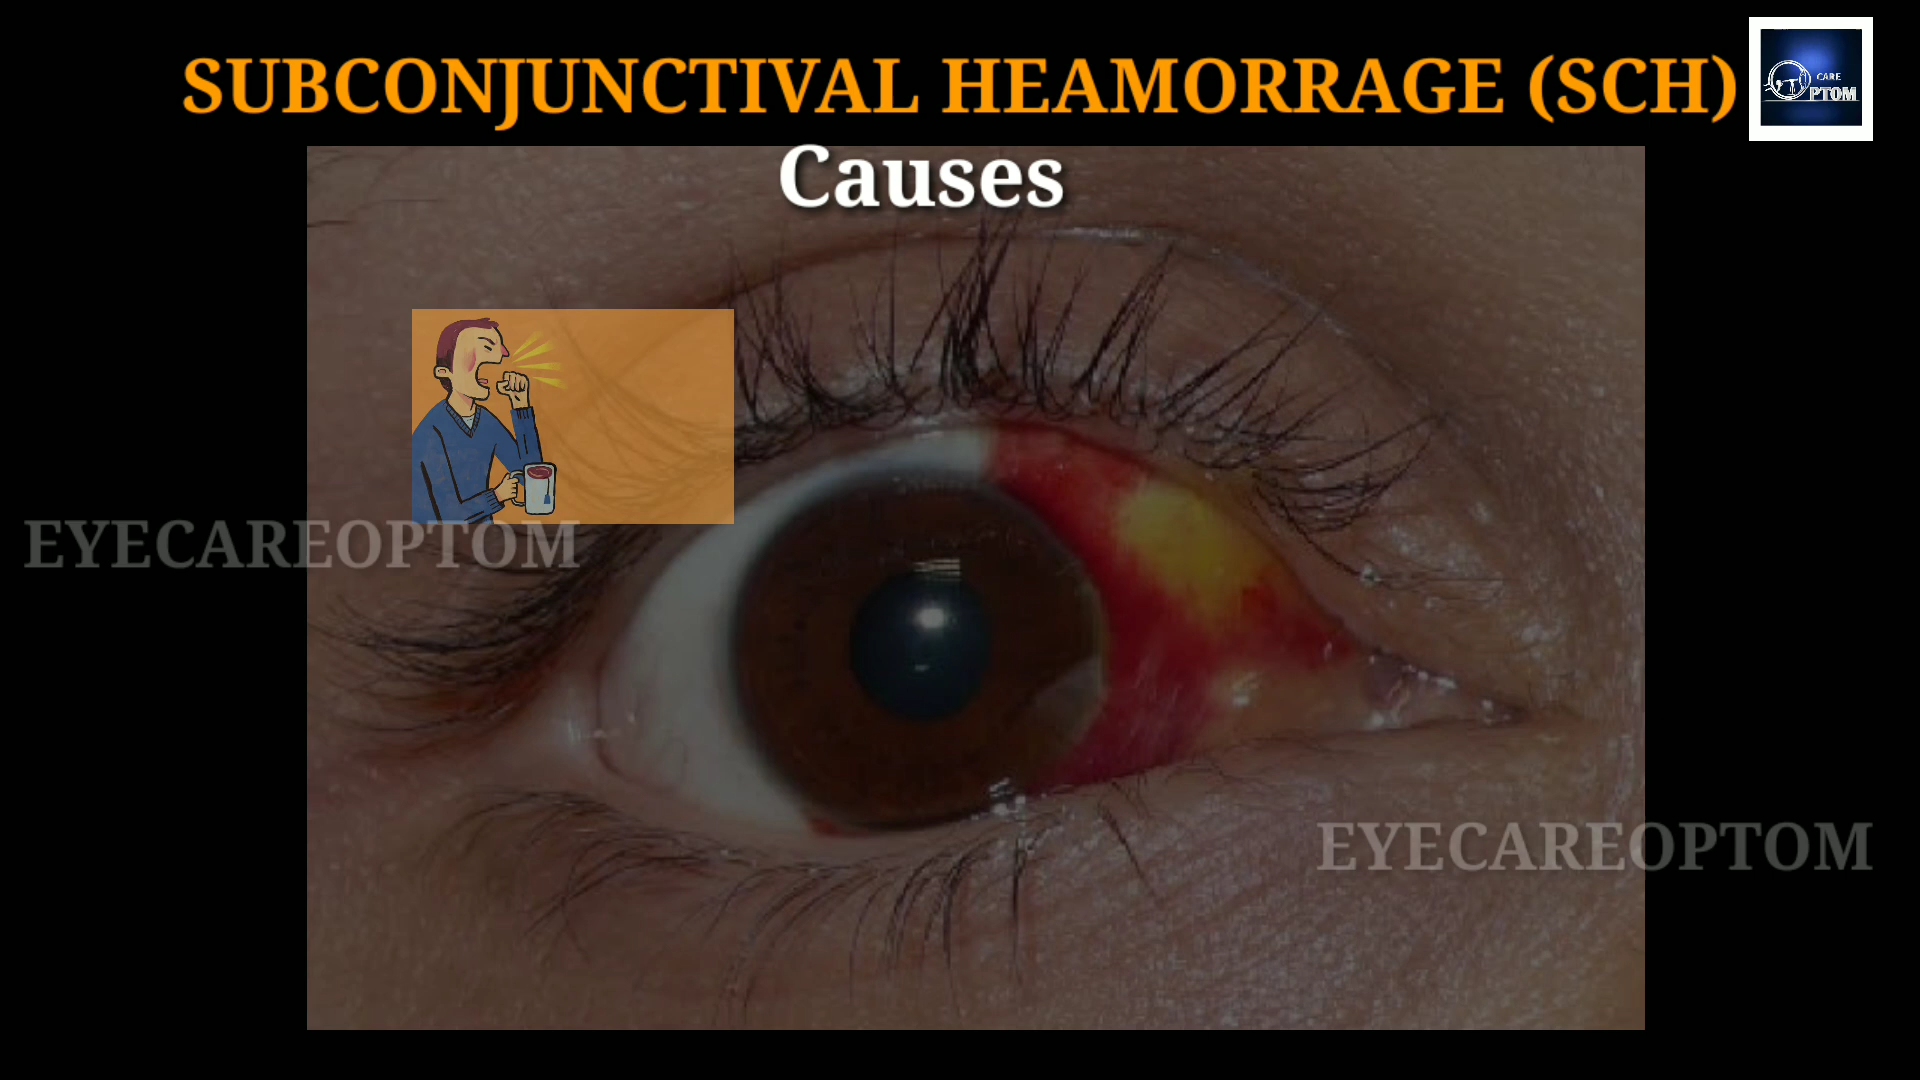 SUBCONJUNCTIVAL HEAMORRAGE (SCH)
CARE
PTOM
Causes
EYECAREOPTOM
EYECAREOPTOM